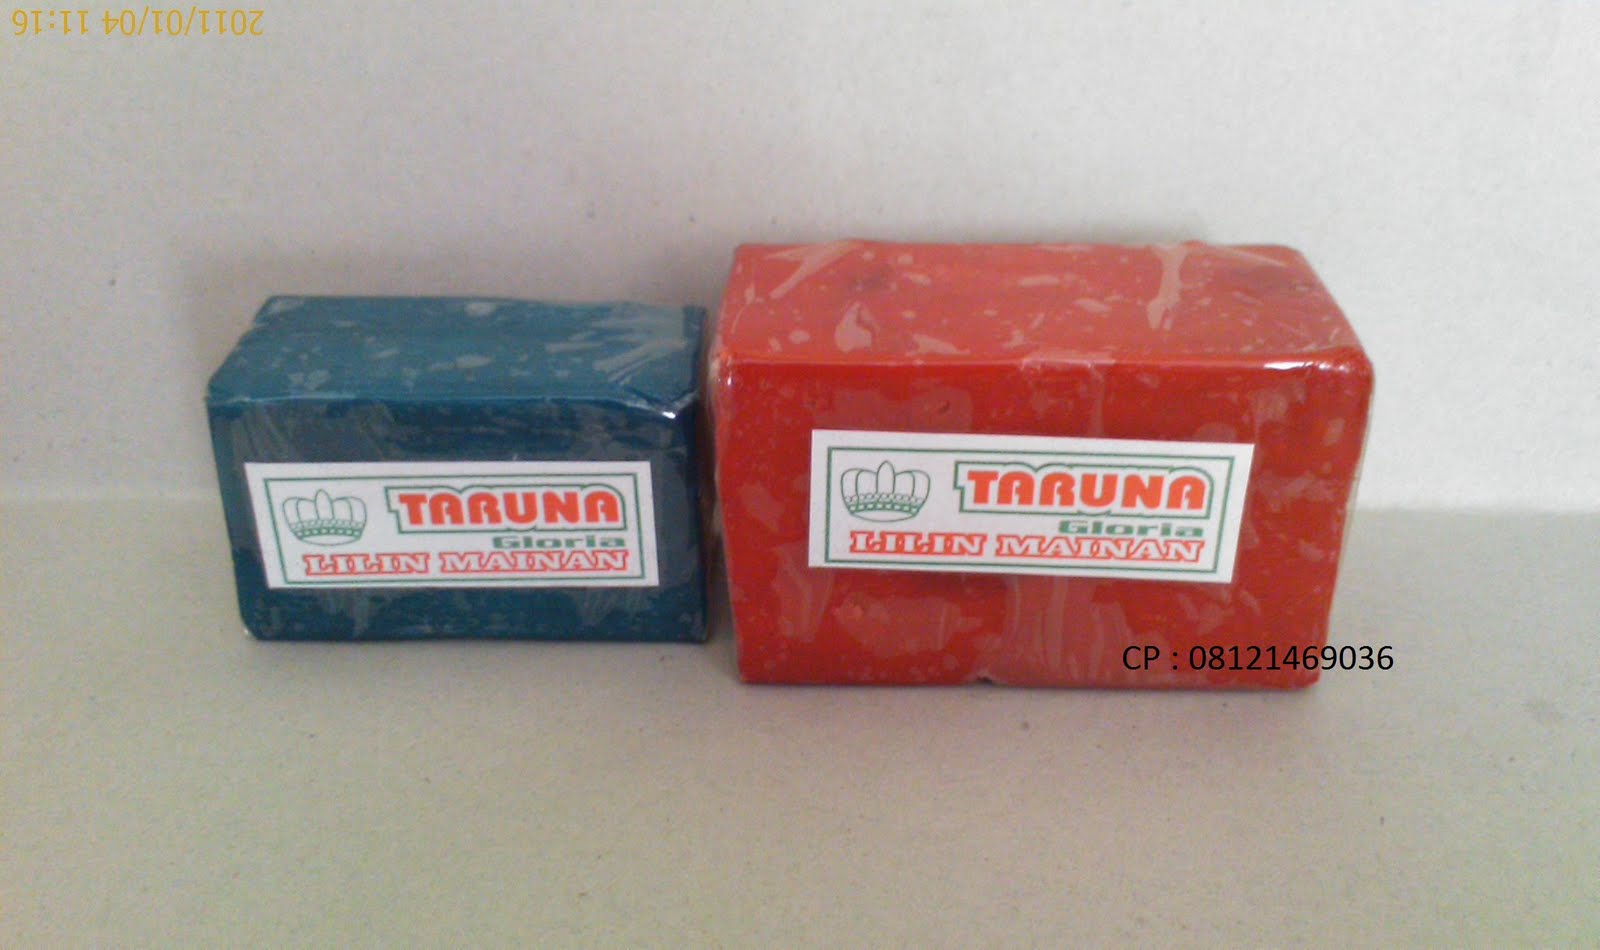 2011/01/04 11:16
TARUNA
Gloria
LILIN MAINAN
TARUNA
Gloria
LILIN MAINAN
CP : 08121469036